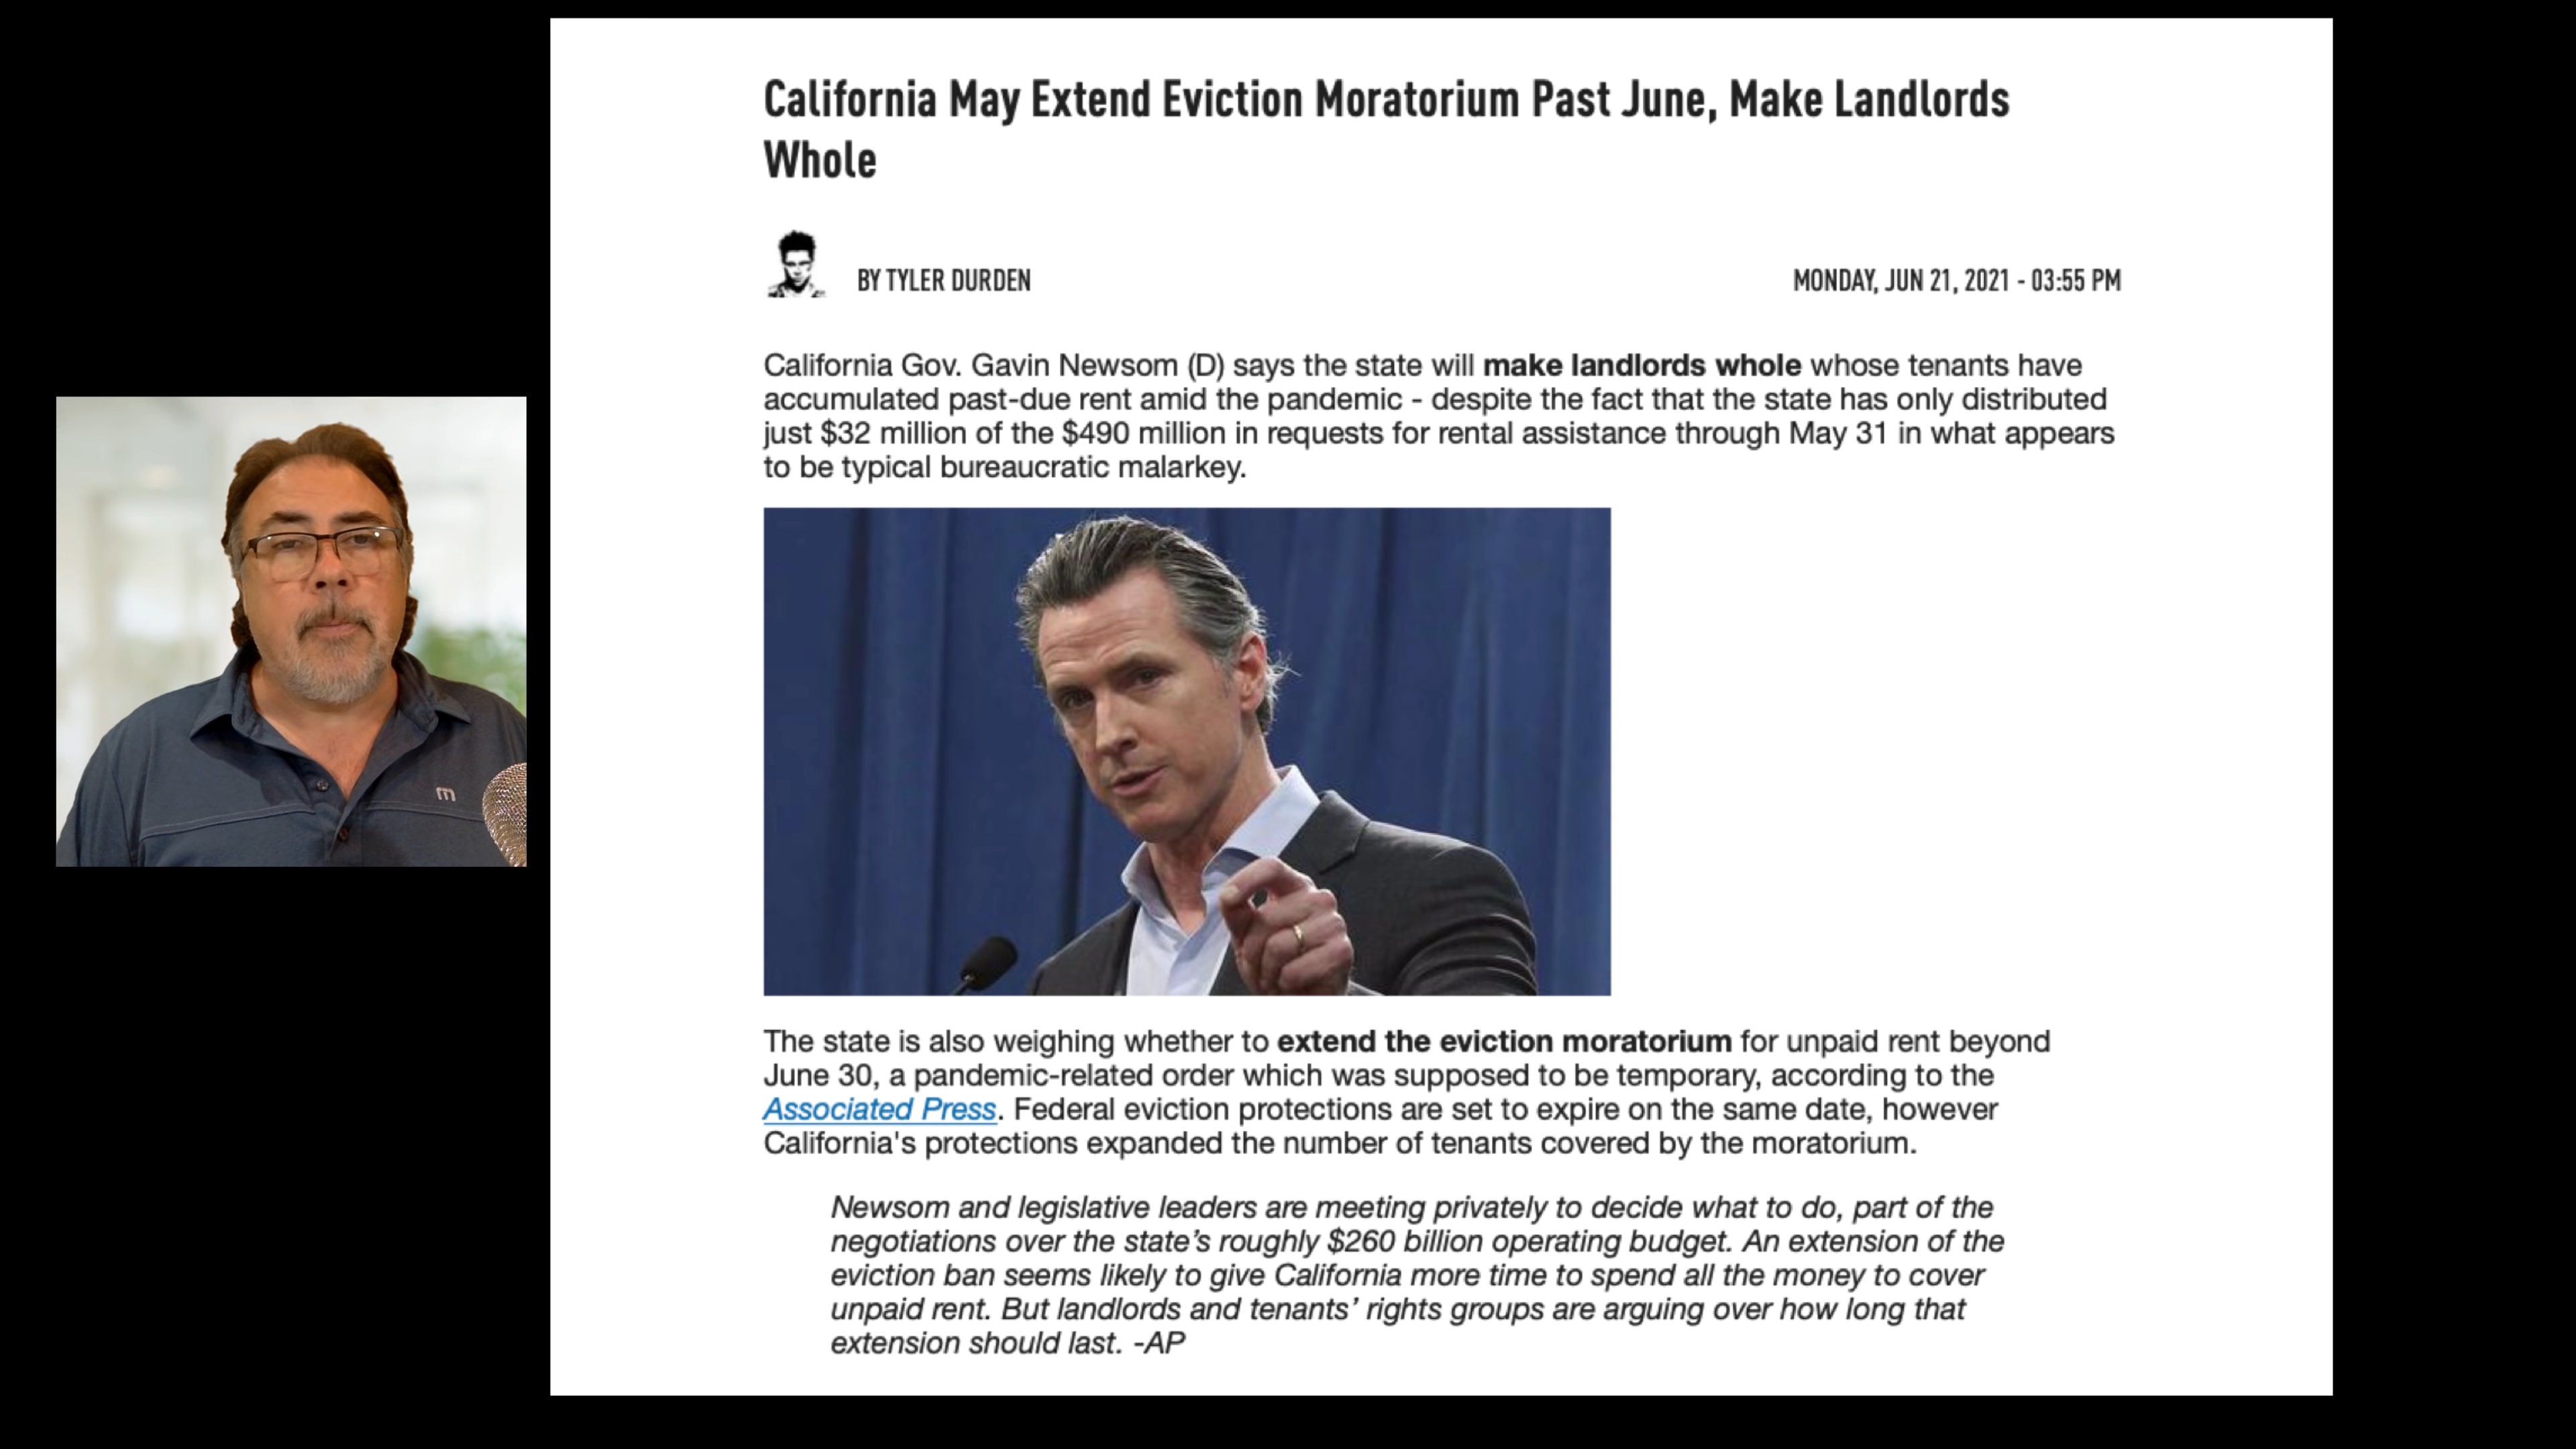 California May Extend Eviction Moratorium Past June, Make Landlords
Whole
BY TYLER DURDEN
MONDAY, JUN 21, 2021 - 03:55 PM
California Gov. Gavin Newsom (D) says the state will make landlords whole whose tenants have
accumulated past-due rent amid the pandemic - despite the fact that the state has only distributed
just $32 million of the $490 million in requests for rental assistance through May 31 in what appears
to be typical bureaucratic malarkey.
m
The state is also weighing whether to extend the eviction moratorium for unpaid rent beyond
June 30, a pandemic-related order which was supposed to be temporary, according to the
Associated Press. Federal eviction protections are set to expire on the same date, however
California's protections expanded the number of tenants covered by the moratorium.
Newsom and legislative leaders are meeting privately to decide what to do, part of the
negotiations over the state’s roughly $260 billion operating budget. An extension of the
eviction ban seems likely to give California more time to spend all the money to cover
unpaid rent. But landlords and tenants’ rights groups are arguing over how long that
extension should last. -AP